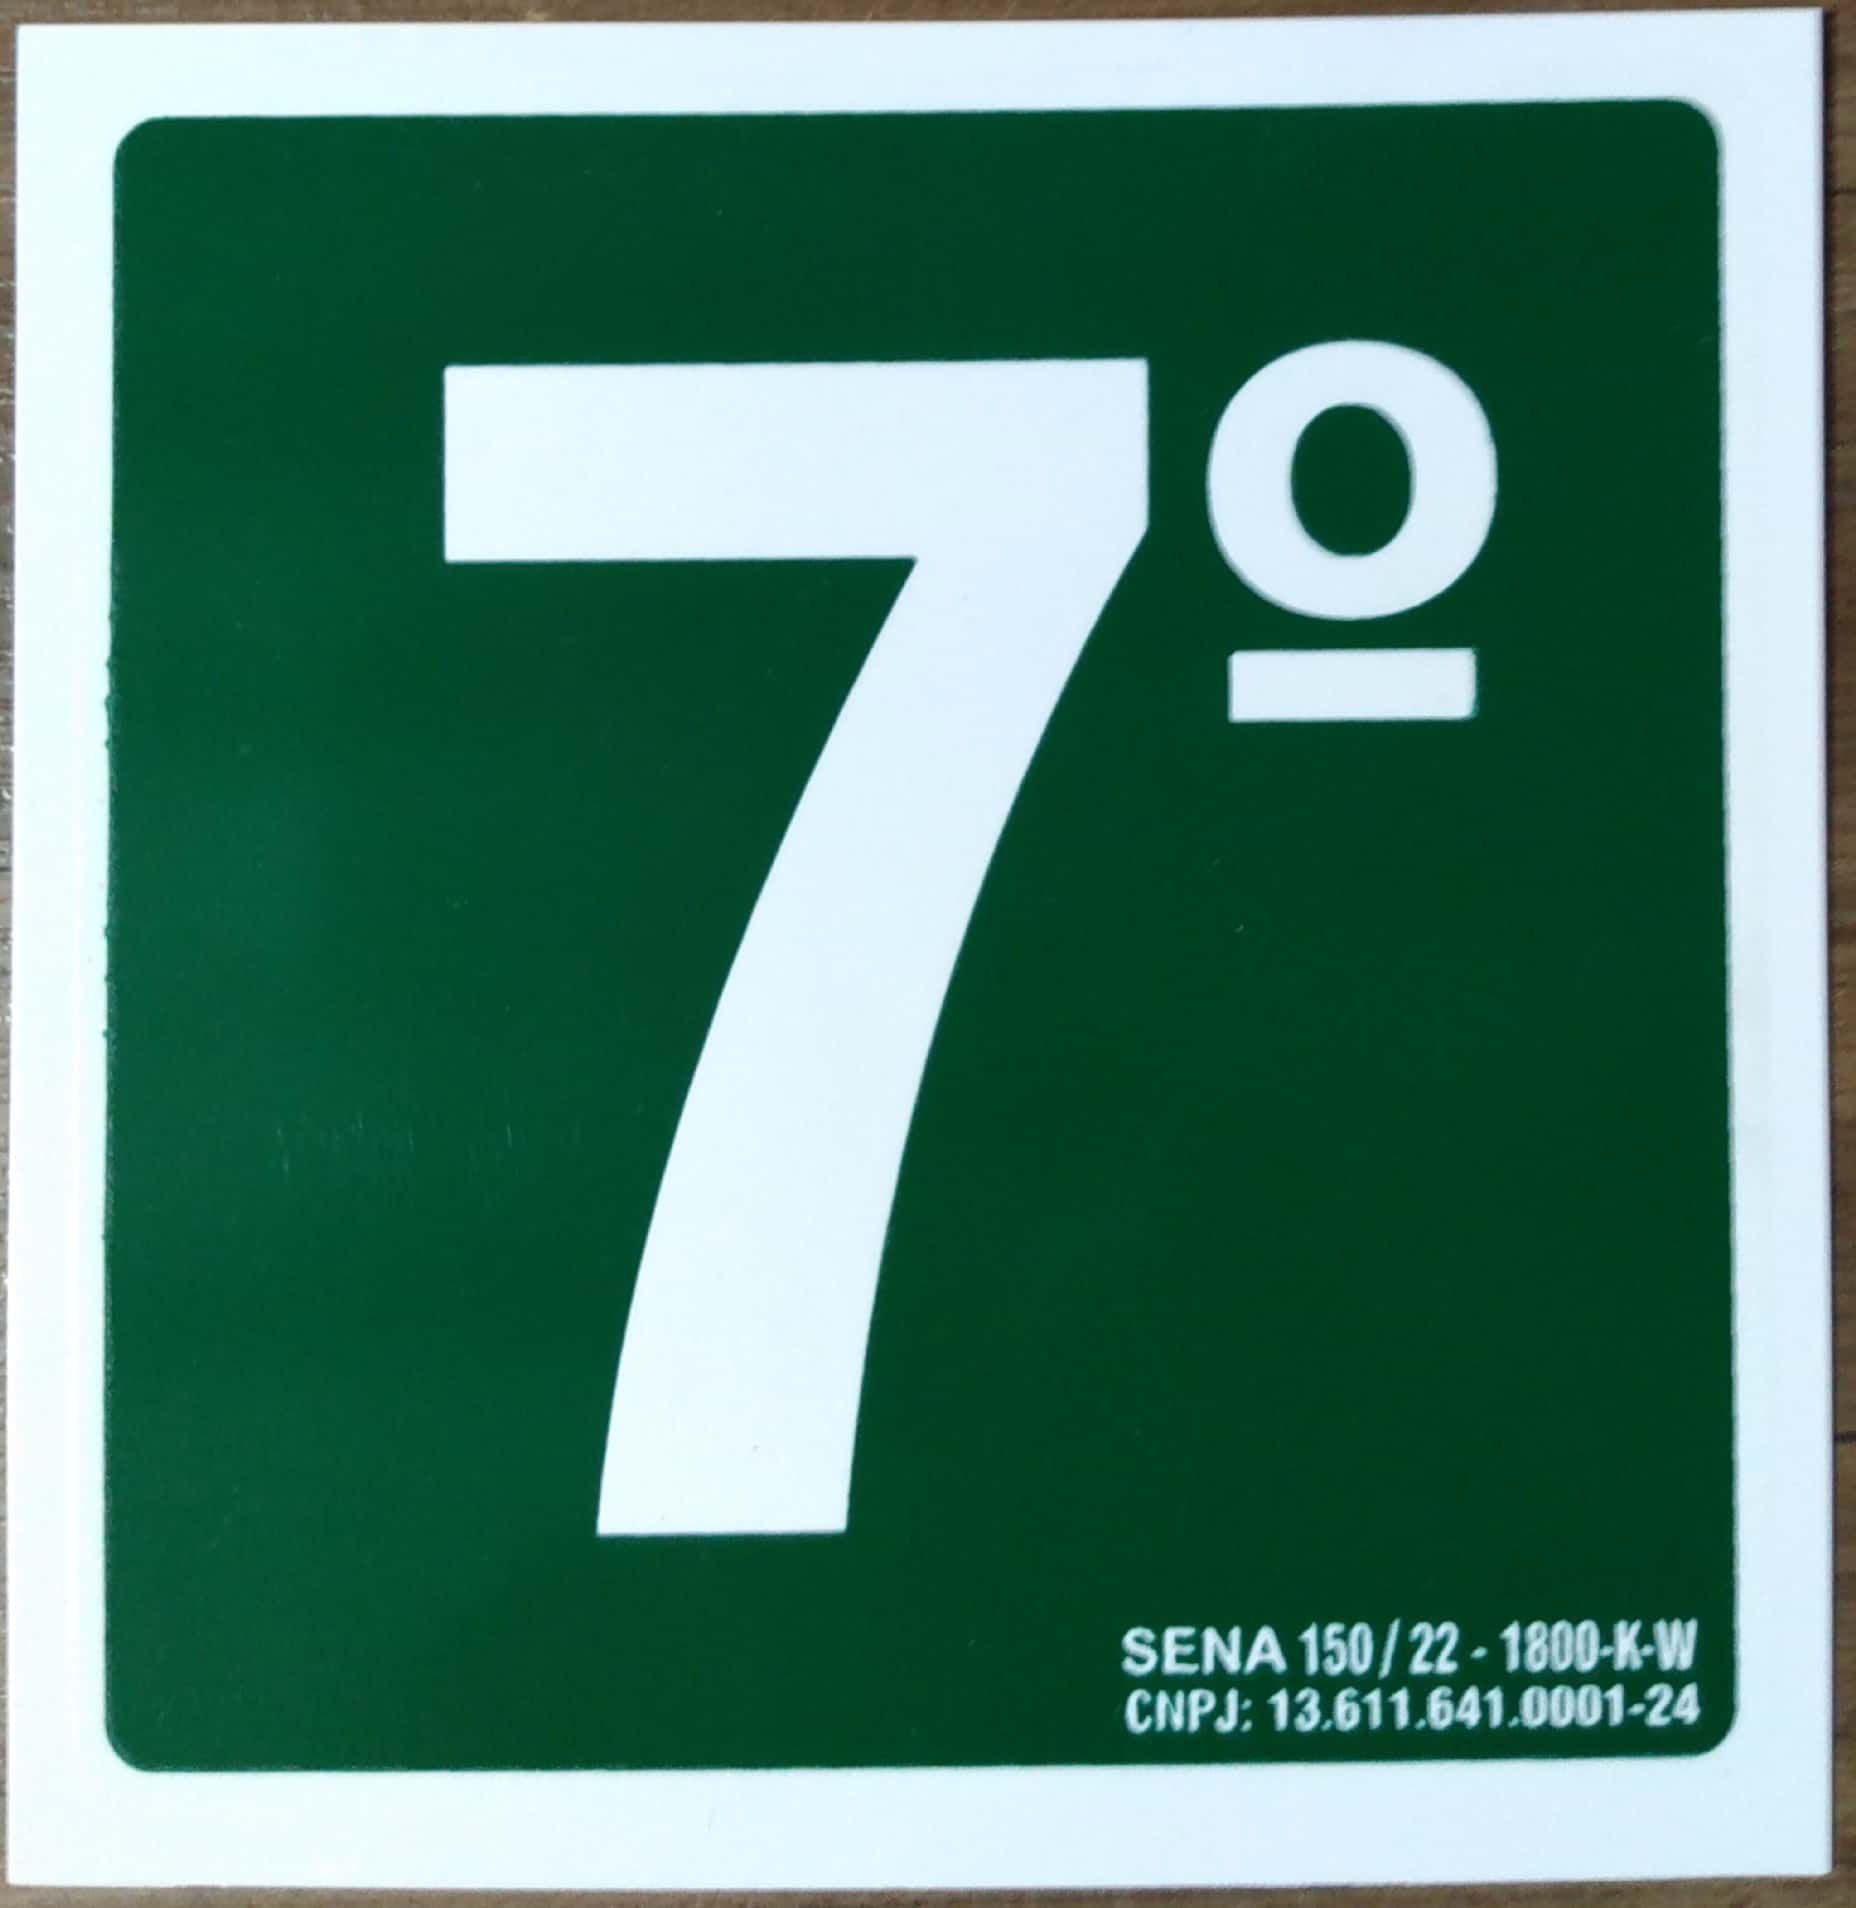 7º
SENA 150/22 - 1800-K-W
CNPJ: 13.611.641.0001-24